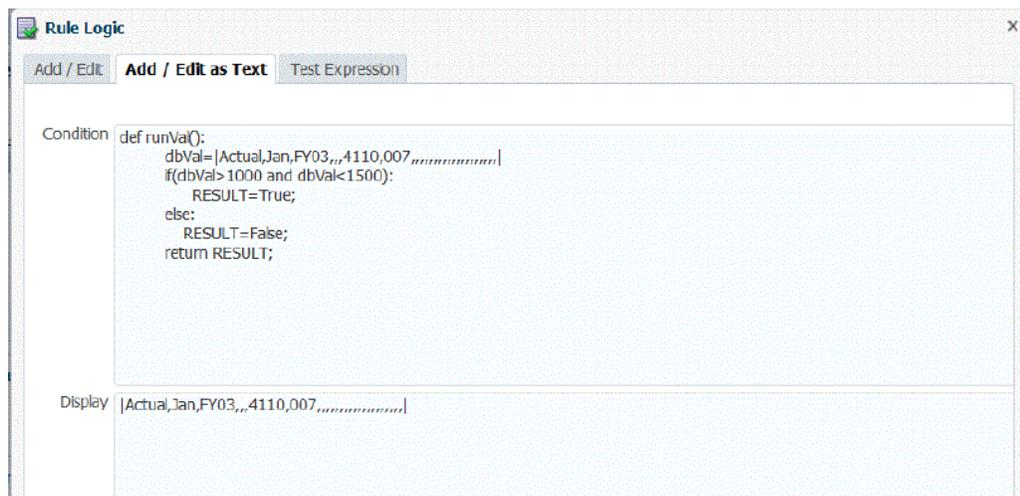 Rule Logic
Add / Edit
Add / Edit as Text
Test Expression
Condition
def runVal():
dbVal=|Actual,Jan,FY03,,,4110,007,,,,,,,,,,,,,,,,,,,,|
if(dbVal>1000 and dbVal<1500):
RESULT=True;
else:
RESULT=False;
return RESULT;
Display
|Actual,Jan,FY03,,,4110,007,,,,,,,,,,,,,,,,,,,,|